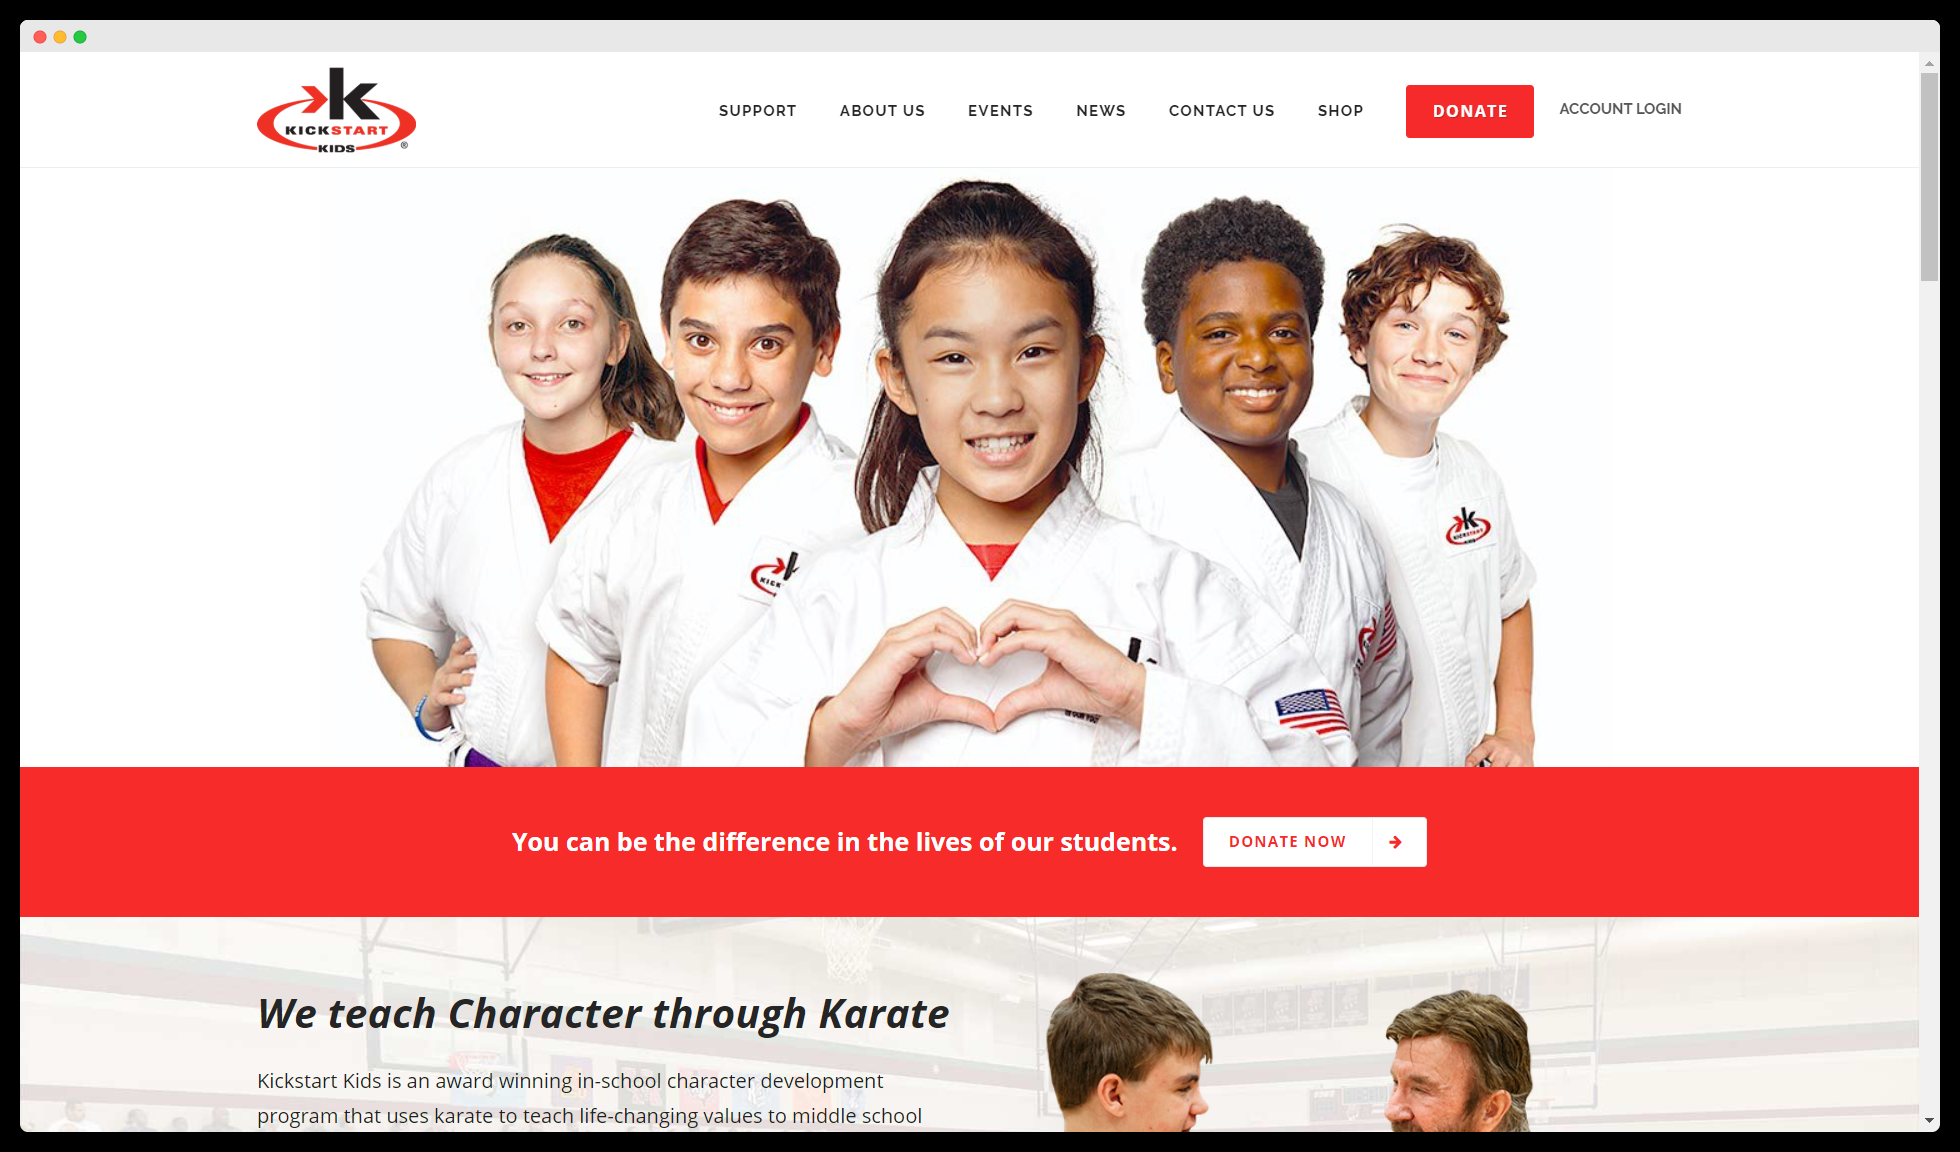 KICKSTART
KIDS
®
SUPPORT
ABOUT US
EVENTS
NEWS
CONTACT US
SHOP
DONATE
ACCOUNT LOGIN
KICK
KICKSTART
You can be the difference in the lives of our students.
DONATE NOW
We teach Character through Karate
Kickstart Kids is an award winning in-school character development
program that uses karate to teach life-changing values to middle school